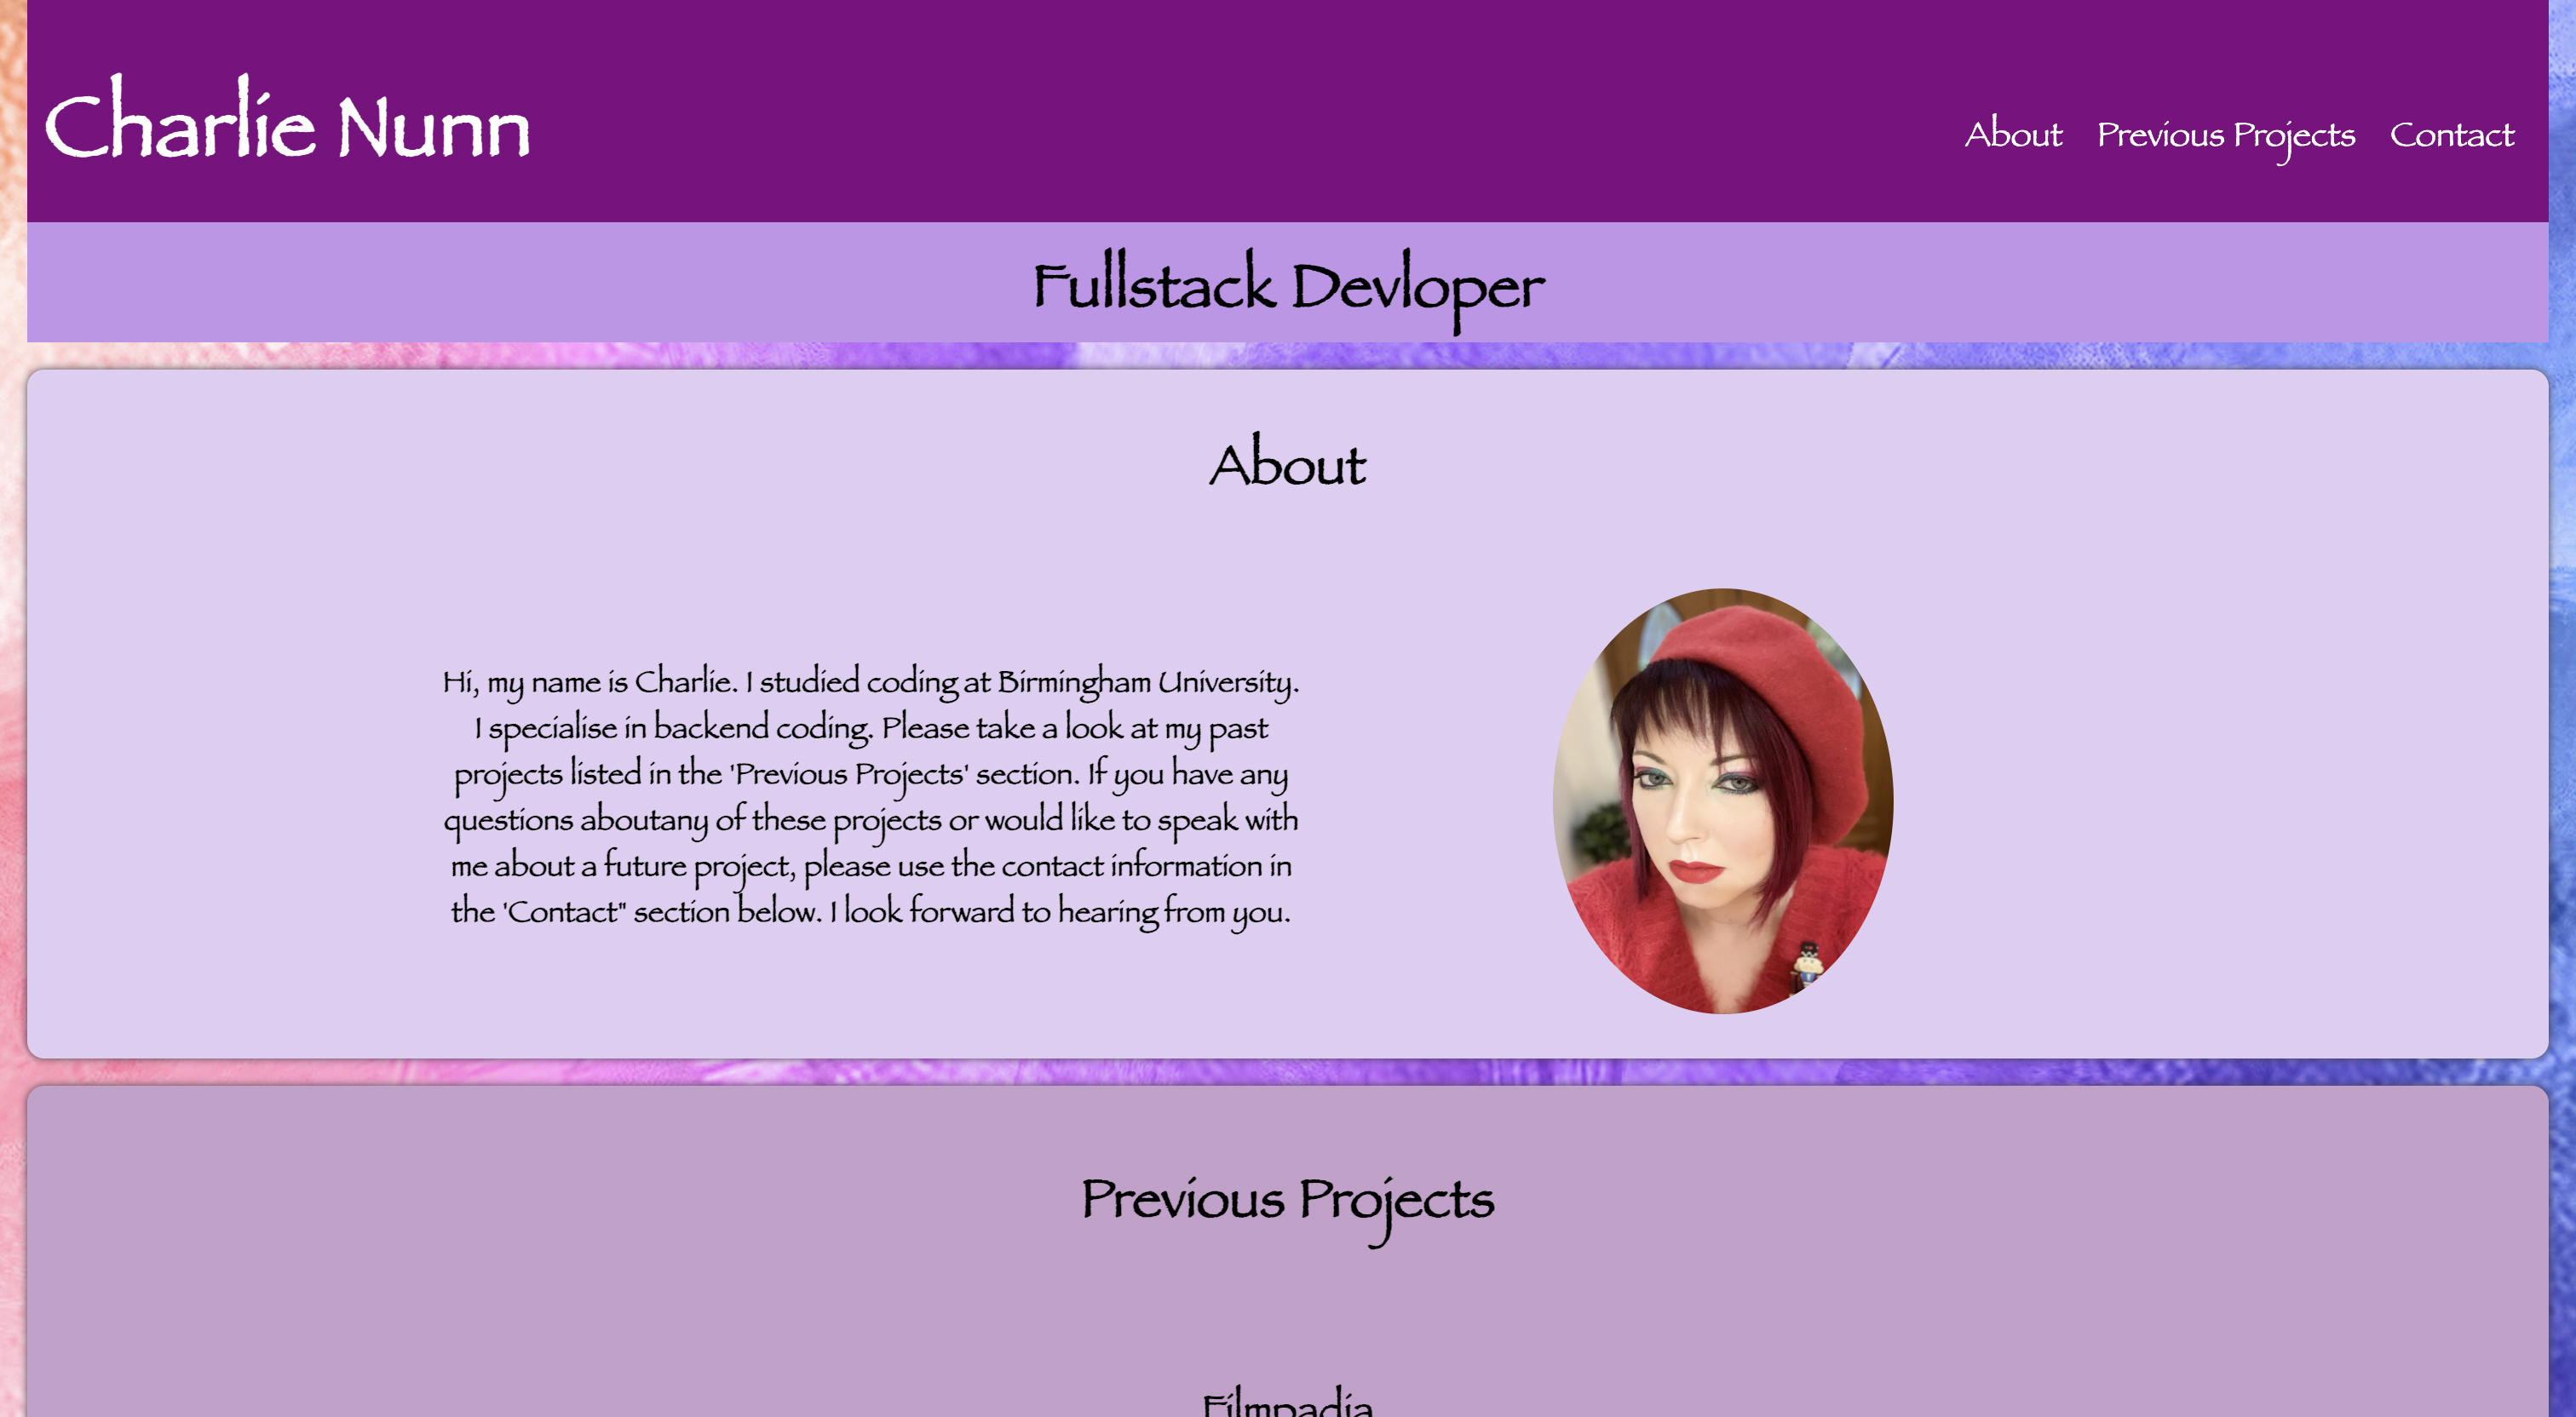 Charlie Nunn
About Previous Projects Contact
Fullstack Devloper
About
Hi, my name is Charlie. I studied coding at Birmingham University.
I specialise in backend coding. Please take a look at my past
projects listed in the 'Previous Projects' section. If you have any
questions aboutany of these projects or would like to speak with
me about a future project, please use the contact information in
the 'Contact" section below. I look forward to hearing from you.
Previous Projects
Filmpadia